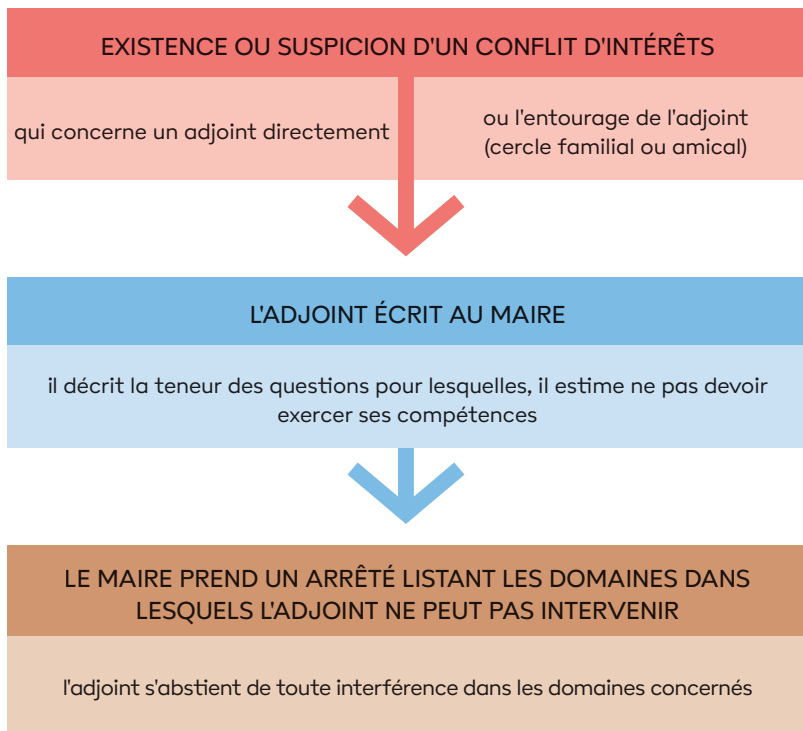 EXISTENCE OU SUSPICION D'UN CONFLIT D'INTÉRÊTS
qui concerne un adjoint directement
ou l'entourage de l'adjoint
(cercle familial ou amical)
L'ADJOINT ÉCRIT AU MAIRE
il décrit la teneur des questions pour lesquelles, il estime ne pas devoir
exercer ses compétences
LE MAIRE PREND UN ARRÊTÉ LISTANT LES DOMAINES DANS
LESQUELS L'ADJOINT NE PEUT PAS INTERVENIR
l'adjoint s'abstient de toute interférence dans les domaines concernés